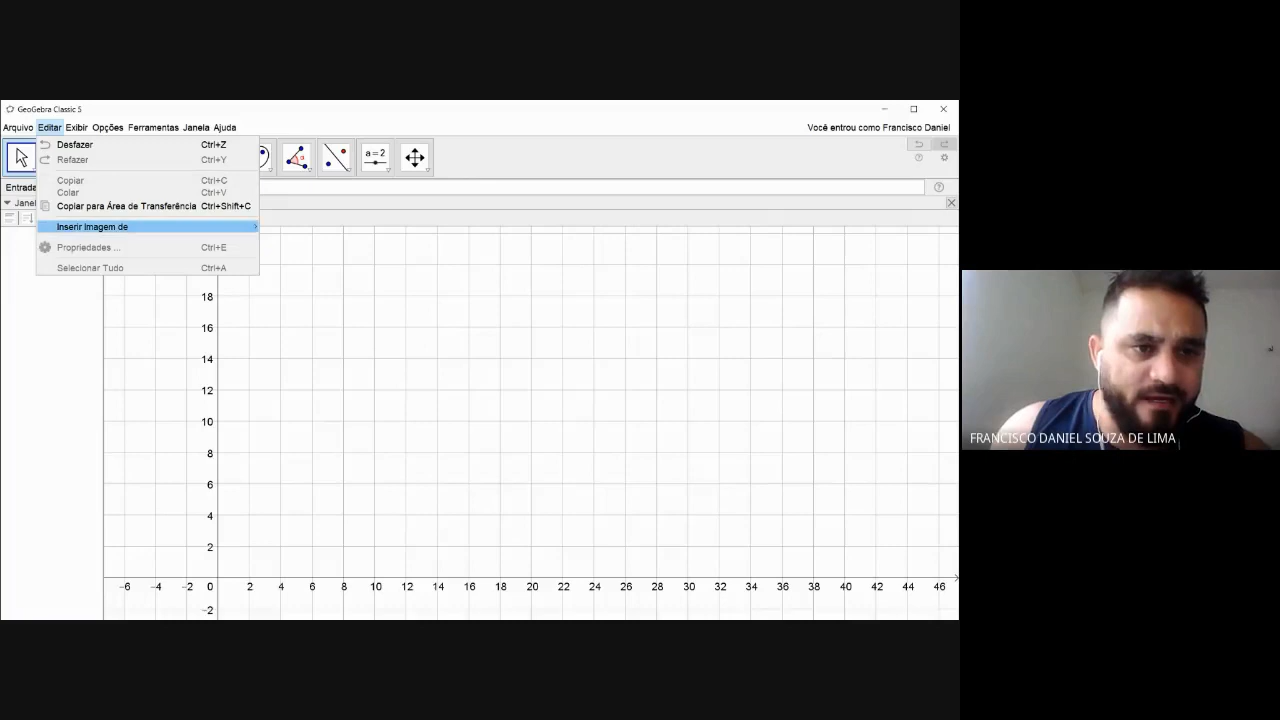 GeoGebra Classic 5
Arquivo Editar Exibir Opções Ferramentas Janela Ajuda
Você entrou como Francisco Daniel
Desfazer Ctrl+Z
Refazer Ctrl+Y
Copiar Ctrl+C
Colar Ctrl+V
Copiar para Área de Transferência Ctrl+Shift+C
Inserir Imagem de
Propriedades ... Ctrl+E
Selecionar Tudo Ctrl+A
a = 2
α
Entrada
Janel
18
16
14
12
10
8
6
4
2
−6 −4 −2 0 2 4 6 8 10 12 14 16 18 20 22 24 26 28 30 32 34 36 38 40 42 44 46
−2
FRANCISCO DANIEL SOUZA DE LIMA